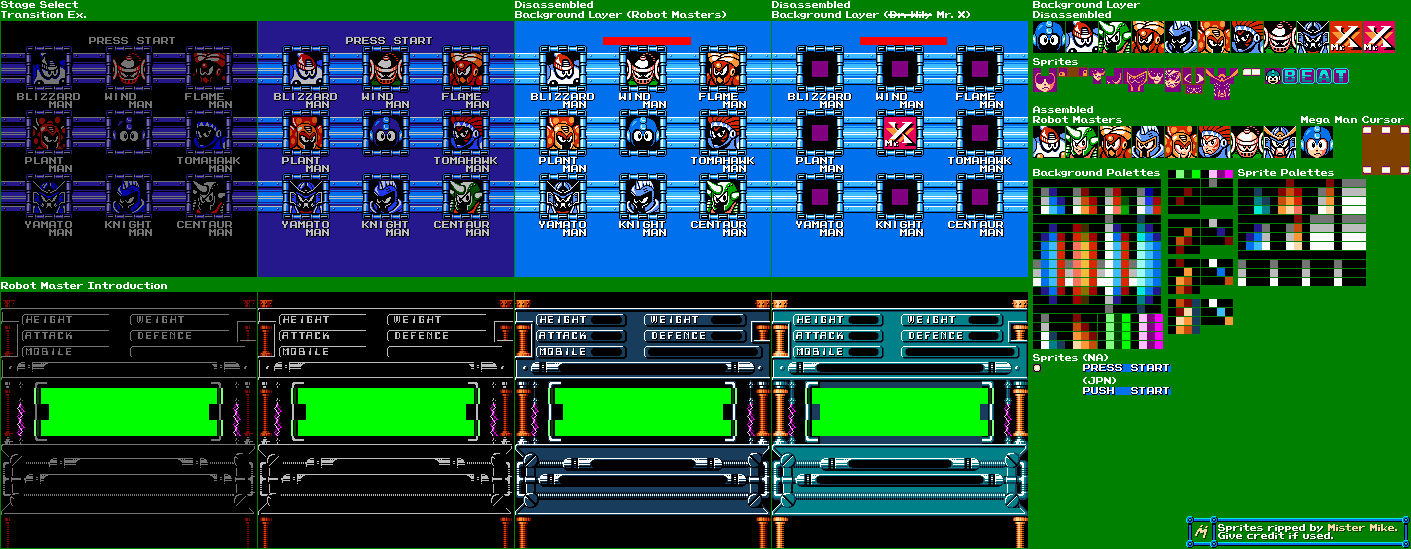 Stage Select
Transition Ex.
PRESS START
BLIZZARD MAN
WIND MAN
FLAME MAN
PLANT MAN
TOMAHAWK MAN
YAMATO MAN
KNIGHT MAN
CENTAUR MAN
PRESS START
BLIZZARD MAN
WIND MAN
FLAME MAN
PLANT MAN
TOMAHAWK MAN
YAMATO MAN
KNIGHT MAN
CENTAUR MAN
Disassembled
Background Layer (Robot Masters)
BLIZZARD MAN
WIND MAN
FLAME MAN
PLANT MAN
TOMAHAWK MAN
YAMATO MAN
KNIGHT MAN
CENTAUR MAN
Disassembled
Background Layer (Dr. Wily Mr. X)
BLIZZARD MAN
WIND MAN
FLAME MAN
PLANT MAN
Mr. X
TOMAHAWK MAN
YAMATO MAN
KNIGHT MAN
CENTAUR MAN
Background Layer
Disassembled
Mr. X
Mr. X
Sprites
BEAT
Assembled
Robot Masters
Mega Man Cursor
Background Palettes
Sprite Palettes
Sprites (NA)
PRESS START
(JPN)
PUSH START
Robot Master Introduction
HEIGHT
WEIGHT
ATTACK
DEFENCE
MOBILE
HEIGHT
WEIGHT
ATTACK
DEFENCE
MOBILE
HEIGHT
WEIGHT
ATTACK
DEFENCE
MOBILE
HEIGHT
WEIGHT
ATTACK
DEFENCE
MOBILE
Sprites ripped by Mister Mike.
Give credit if used.